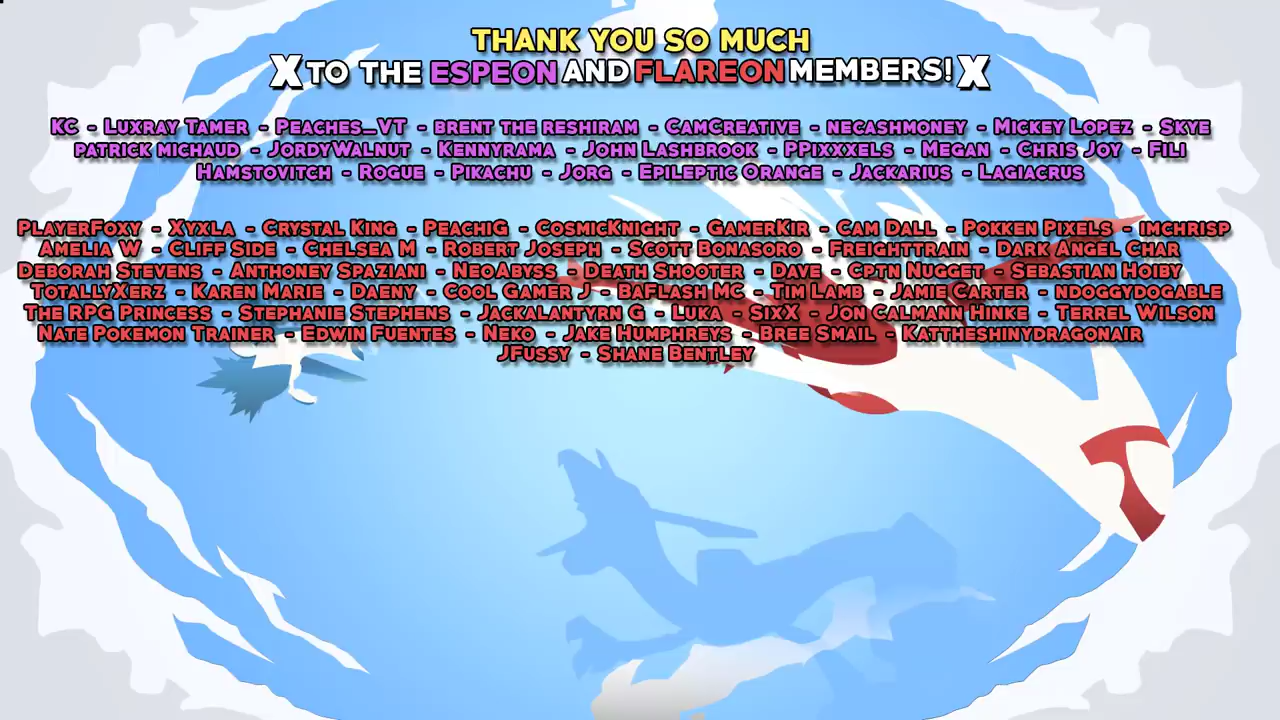 THANK YOU SO MUCH
X TO THE ESPEON AND FLAREON MEMBERS! X
KC - LUXRAY TAMER - PEACHES_VT - BRENT THE RESHIRAM - CAMCREATIVE - NECASHMONEY - MICKEY LOPEZ - SKYE
PATRICK MICHAUD - JORDYWALNUT - KENNYRAMA - JOHN LASHBROOK - PPIXXXELS - MEGAN - CHRIS JOY - FILI
HAMSTOVITCH - ROGUE - PIKACHU - JORG - EPILEPTIC ORANGE - JACKARIUS - LAGIACRUS
PLAYERFOXY - XYXLA - CRYSTAL KING - PEACHIG - COSMICKNIGHT - GAMERKIR - CAM DALL - POKKEN PIXELS - IMCHRISP
AMELIA W - CLIFF SIDE - CHELSEA M - ROBERT JOSEPH - SCOTT BONASORO - FREIGHTTRAIN - DARK ANGEL CHAR
DEBORAH STEVENS - ANTHONEY SPAZIANI - NEOABYSS - DEATH SHOOTER - DAVE - CPTN NUGGET - SEBASTIAN HOIBY
TOTALLYXERZ - KAREN MARIE - DAENY - COOL GAMER J - BAFLASH MC - TIM LAMB - JAMIE CARTER - NDOGGYDOGABLE
THE RPG PRINCESS - STEPHANIE STEPHENS - JACKALANTYRN G - LUKA - SIXX - JON CALMANN HINKE - TERREL WILSON
NATE POKEMON TRAINER - EDWIN FUENTES - NEKO - JAKE HUMPHREYS - BREE SMAIL - KATTHESHINYDRAGONAIR
JFUSSY - SHANE BENTLEY